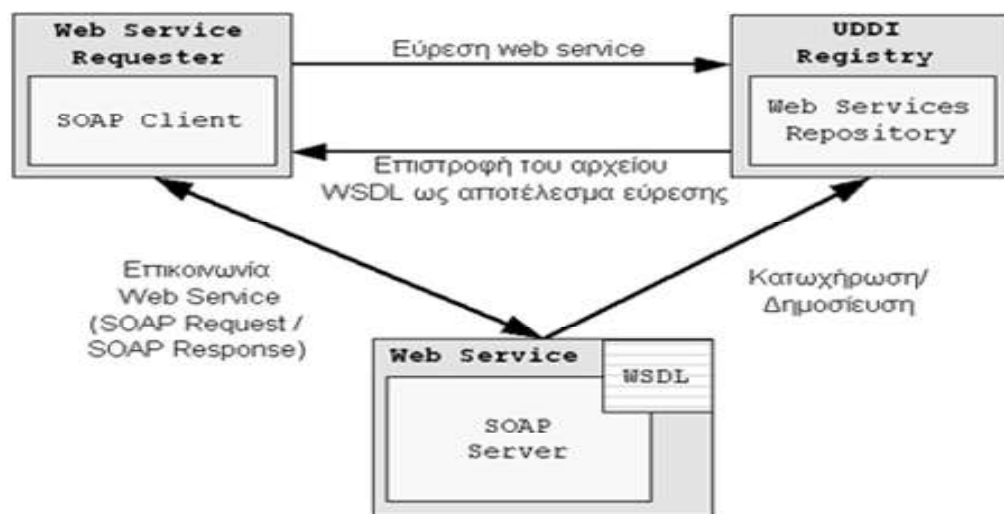 Web Service
Requester
SOAP Client
Εύρεση web service
UDDI
Registry
Web Services
Repository
Επιστροφή του αρχείου
WSDL ως αποτέλεσμα εύρεσης
Επικοινωνία
Web Service
(SOAP Request /
SOAP Response)
Κατωχήρωση/
Δημοσίευση
Web Service
WSDL
SOAP
Server